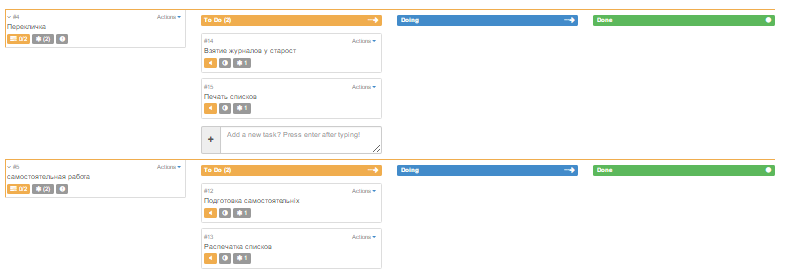 #4 Actions
Перекличка
0/2 (2)
To Do (2)
Doing
Done
#14 Actions
Взятие журналов у старост
1
#15 Actions
Печать списков
1
Add a new task? Press enter after typing!
#5 Actions
самостоятельная работа
0/2 (2)
To Do (2)
Doing
Done
#12 Actions
Подготовка самостоятельніх
1
#13 Actions
Распечатка списков
1